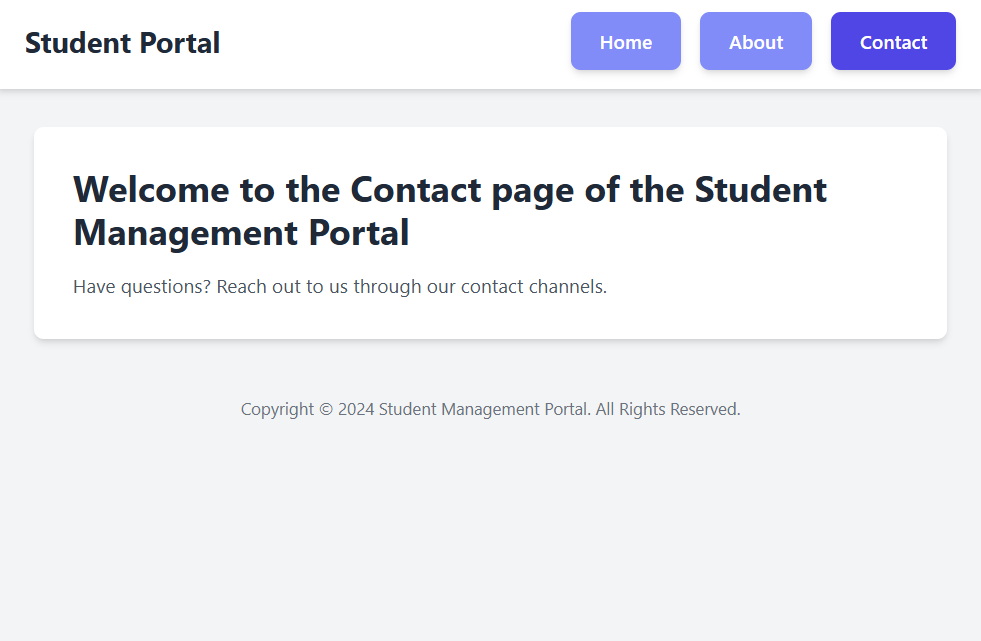 Student Portal
Home
About
Contact
Welcome to the Contact page of the Student
Management Portal
Have questions? Reach out to us through our contact channels.
Copyright © 2024 Student Management Portal. All Rights Reserved.